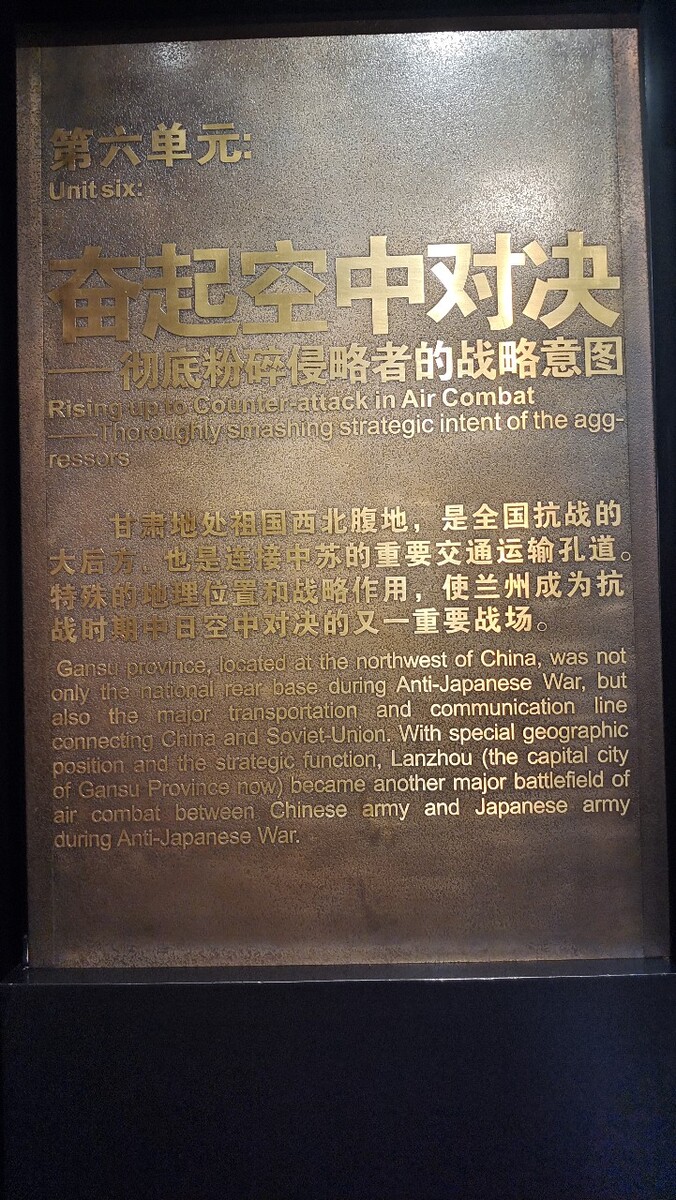 第六单元:
Unit six:
奋起空中对决
——彻底粉碎侵略者的战略意图
Rising up to Counter-attack in Air Combat
——Thoroughly smashing strategic intent of the agg-
ressors
甘肃地处祖国西北腹地，是全国抗战的
大后方 也是连接中苏的重要交通运输孔道。
特殊的地理位置和战略作用，使兰州成为抗
战时期中日空中对决的又一重要战场。
Gansu province, located at the northwest of China, was not
only the national rear base during Anti-Japanese War, but
also the major transportation and communication line
connecting China and Soviet-Union. With special geographic
position and the strategic function, Lanzhou (the capital city
of Gansu Province now) became another major battlefield of
air combat between Chinese army and Japanese army
during Anti-Japanese War.